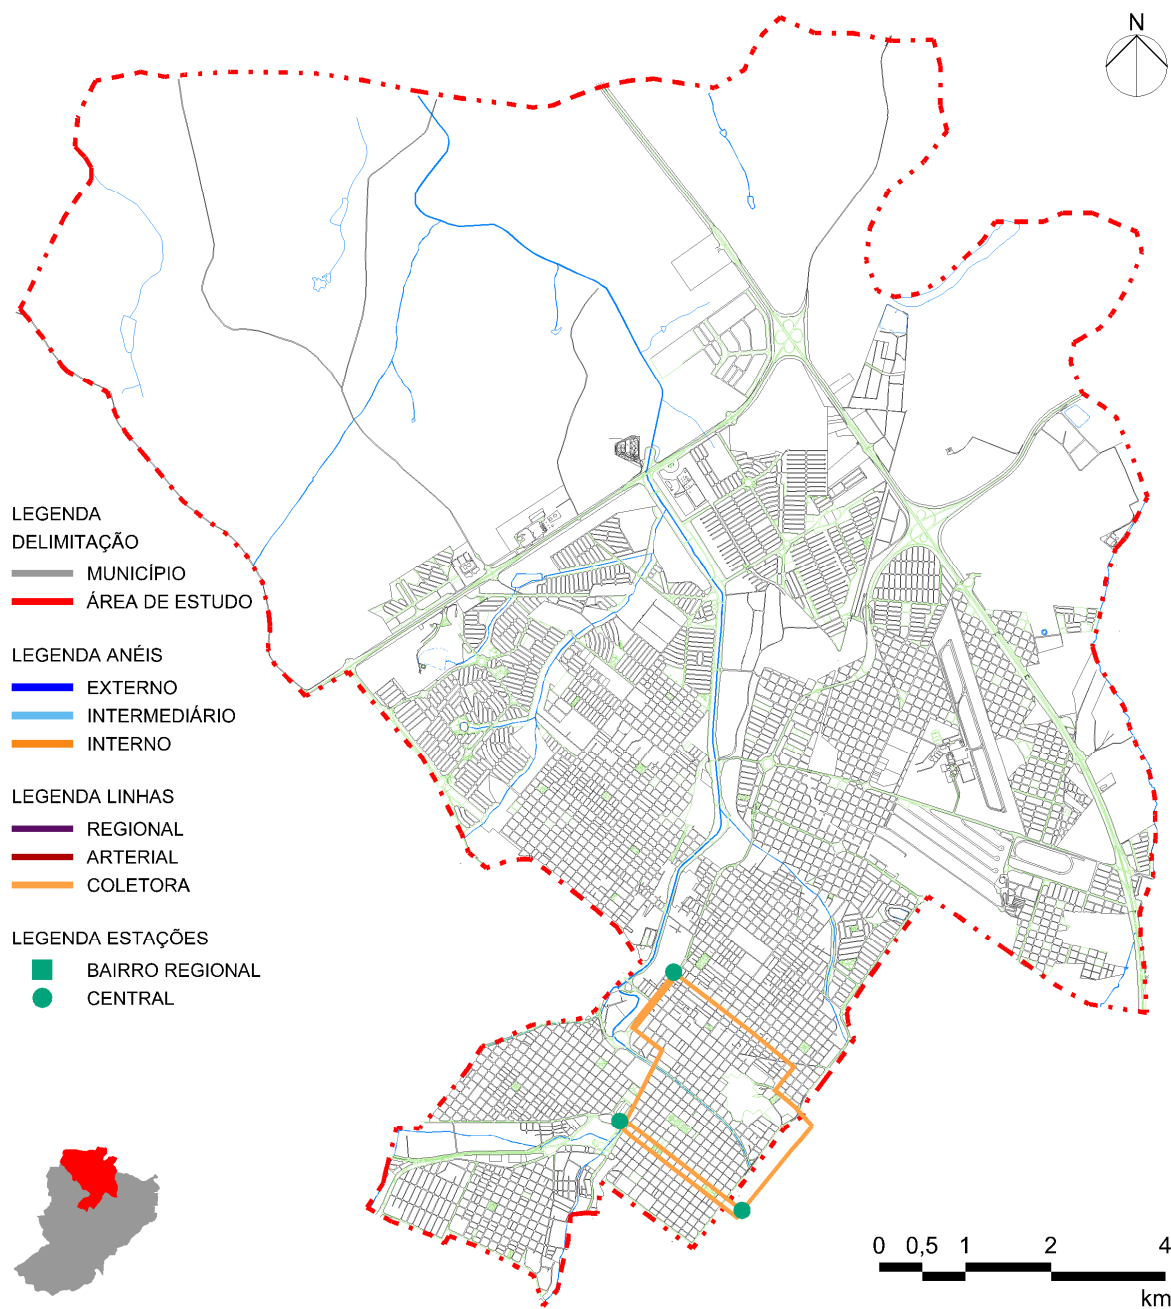 N
LEGENDA
DELIMITAÇÃO
MUNICÍPIO
ÁREA DE ESTUDO
LEGENDA ANÉIS
EXTERNO
INTERMEDIÁRIO
INTERNO
LEGENDA LINHAS
REGIONAL
ARTERIAL
COLETORA
LEGENDA ESTAÇÕES
BAIRRO REGIONAL
CENTRAL
0 0,5 1 2 4
km